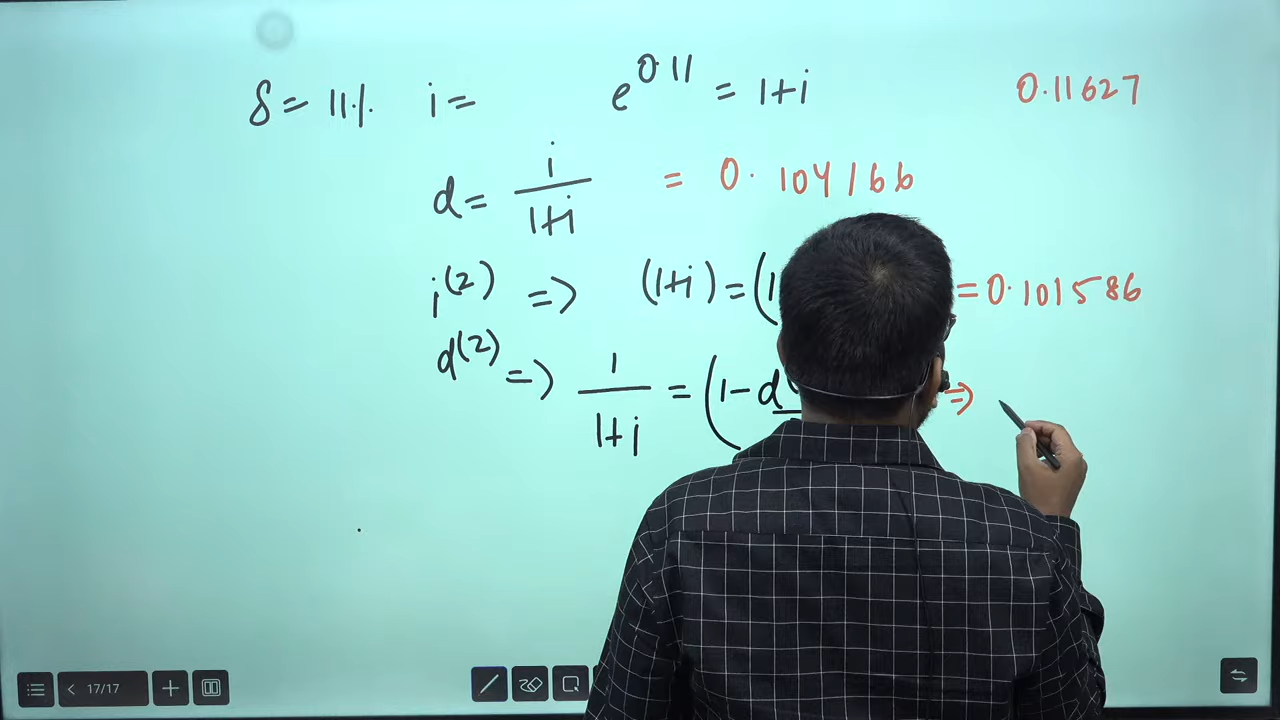 δ = 11% i = e^0.11 = 1+i 0.11627
d = i/(1+i) = 0.104166
i^(2) => (1+i) = (1 = 0.101586
d^(2) => 1/(1+i) = (1 - d =>
17/17